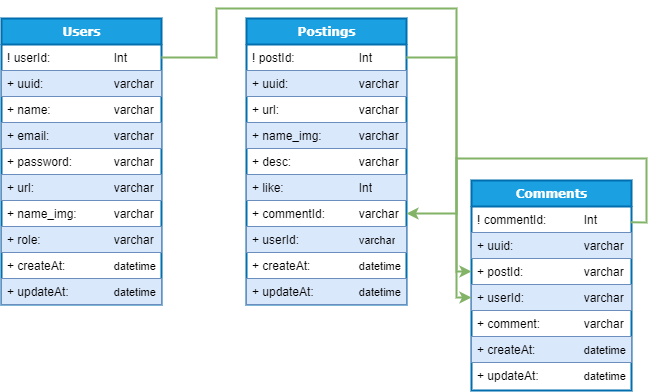 Users
! userId: Int
+ uuid: varchar
+ name: varchar
+ email: varchar
+ password: varchar
+ url: varchar
+ name_img: varchar
+ role: varchar
+ createAt: datetime
+ updateAt: datetime
Postings
! postId: Int
+ uuid: varchar
+ url: varchar
+ name_img: varchar
+ desc: varchar
+ like: Int
+ commentId: varchar
+ userId: varchar
+ createAt: datetime
+ updateAt: datetime
Comments
! commentId: Int
+ uuid: varchar
+ postId: varchar
+ userId: varchar
+ comment: varchar
+ createAt: datetime
+ updateAt: datetime